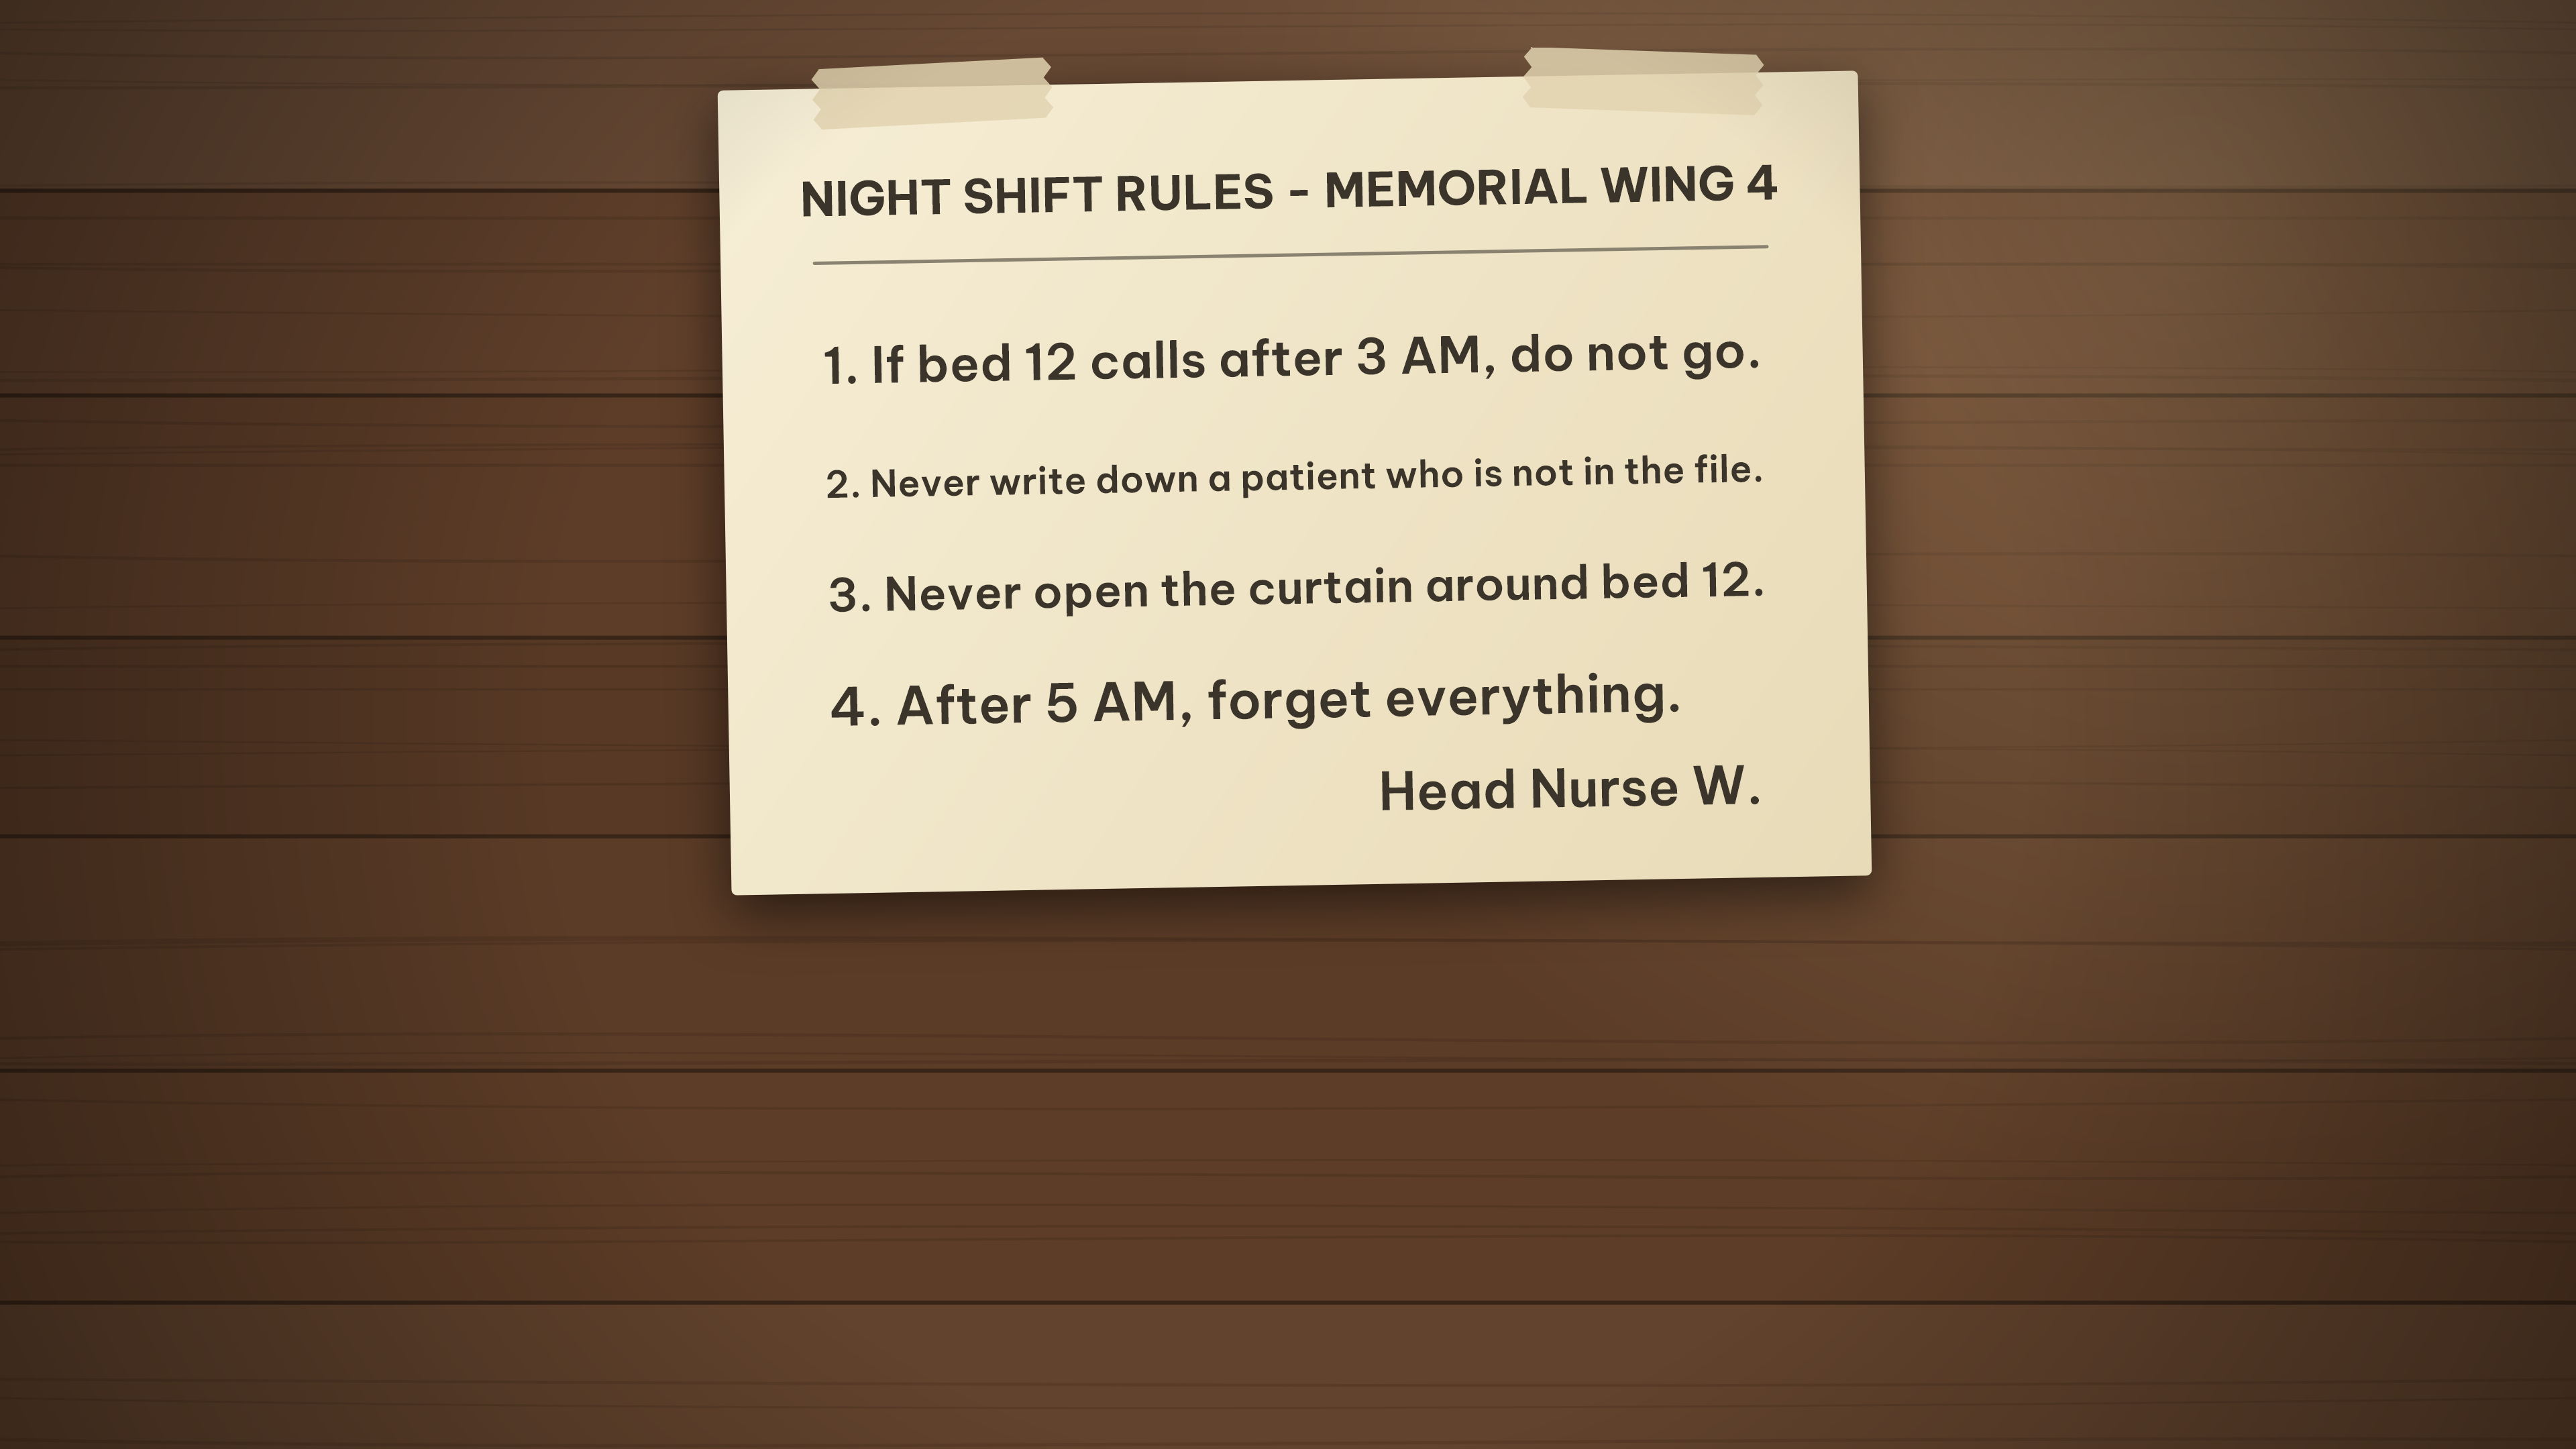 NIGHT SHIFT RULES - MEMORIAL WING 4
1. If bed 12 calls after 3 AM, do not go.
2. Never write down a patient who is not in the file.
3. Never open the curtain around bed 12.
4. After 5 AM, forget everything.
Head Nurse W.